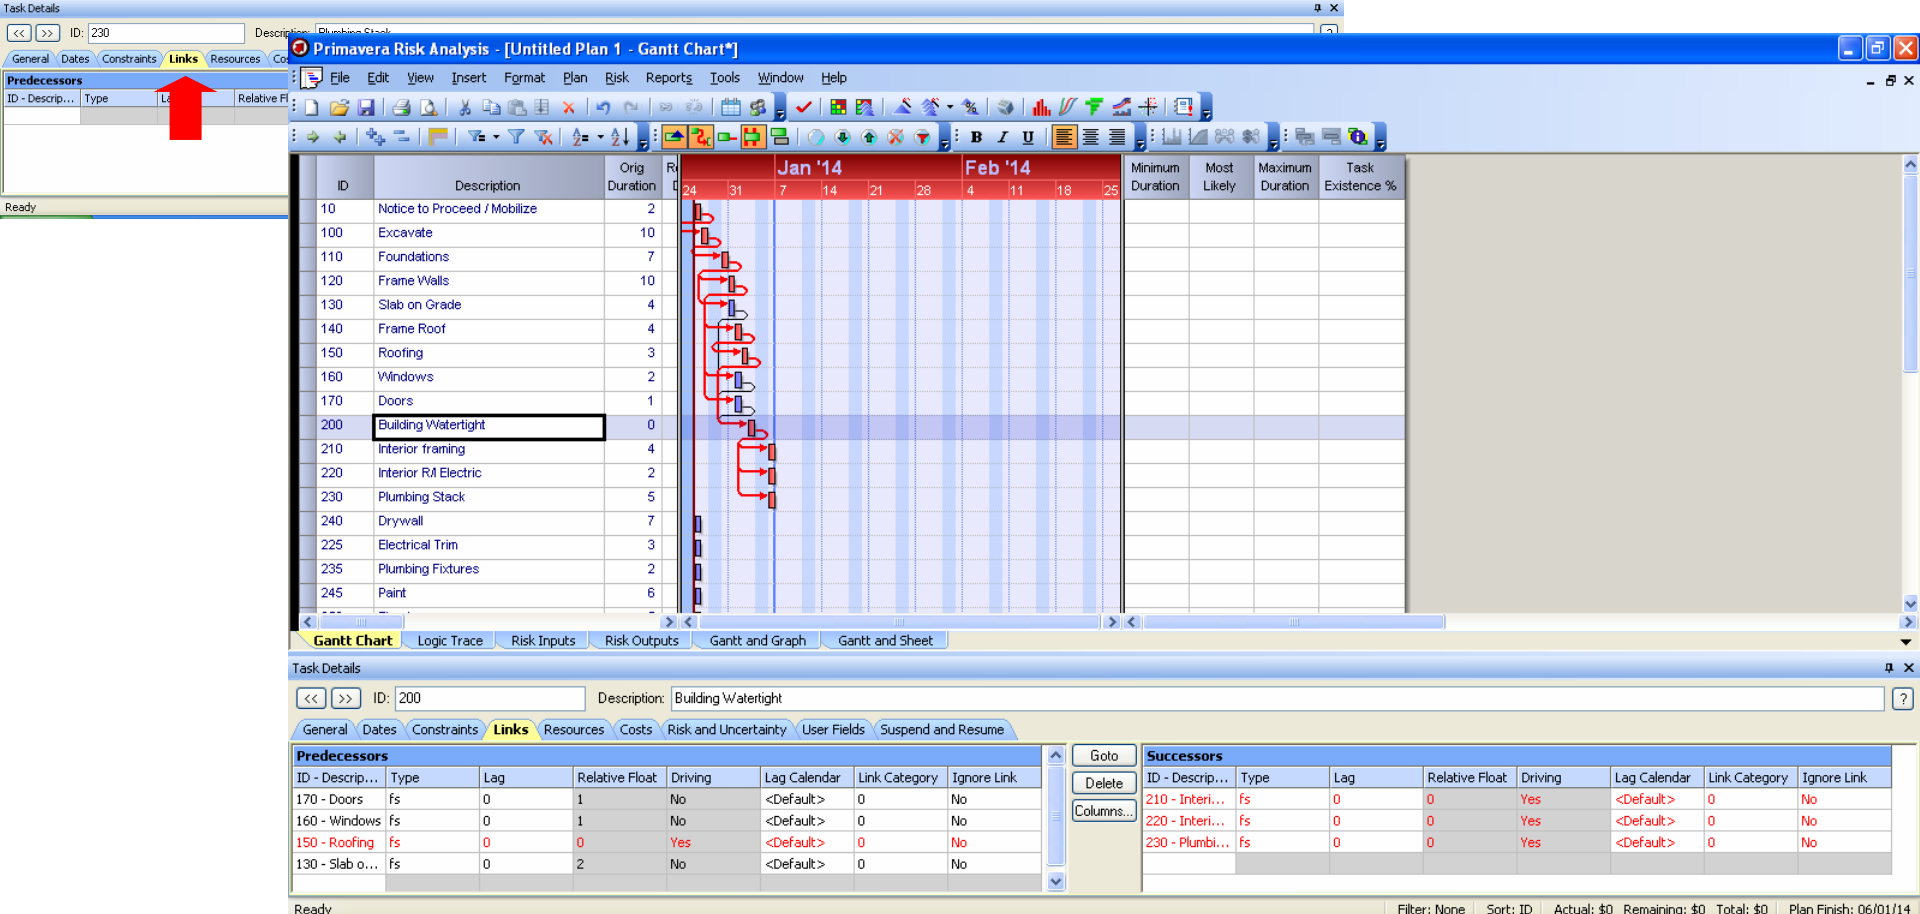 Task Details
<< >> ID: 230 Description: Plumbing Stack ?
General Dates Constraints Links Resources Co
Predecessors
ID - Descrip... Type La Relative Fl
Ready
Primavera Risk Analysis - [Untitled Plan 1 - Gantt Chart*]
File Edit View Insert Format Plan Risk Reports Tools Window Help
B I U
ID Description Orig Duration
Jan '14 Feb '14
24 31 7 14 21 28 4 11 18 25
Minimum Duration Most Likely Maximum Duration Task Existence %
10 Notice to Proceed / Mobilize 2
100 Excavate 10
110 Foundations 7
120 Frame Walls 10
130 Slab on Grade 4
140 Frame Roof 4
150 Roofing 3
160 Windows 2
170 Doors 1
200 Building Watertight 0
210 Interior framing 4
220 Interior R/I Electric 2
230 Plumbing Stack 5
240 Drywall 7
225 Electrical Trim 3
235 Plumbing Fixtures 2
245 Paint 6
Gantt Chart Logic Trace Risk Inputs Risk Outputs Gantt and Graph Gantt and Sheet
Task Details
<< >> ID: 200 Description: Building Watertight ?
General Dates Constraints Links Resources Costs Risk and Uncertainty User Fields Suspend and Resume
Predecessors
ID - Descrip... Type Lag Relative Float Driving Lag Calendar Link Category Ignore Link
170 - Doors fs 0 1 No <Default> 0 No
160 - Windows fs 0 1 No <Default> 0 No
150 - Roofing fs 0 0 Yes <Default> 0 No
130 - Slab o... fs 0 2 No <Default> 0 No
Goto
Delete
Columns...
Successors
ID - Descrip... Type Lag Relative Float Driving Lag Calendar Link Category Ignore Link
210 - Interi... fs 0 0 Yes <Default> 0 No
220 - Interi... fs 0 0 Yes <Default> 0 No
230 - Plumbi... fs 0 0 Yes <Default> 0 No
Ready Filter: None Sort: ID Actual: $0 Remaining: $0 Total: $0 Plan Finish: 06/01/14